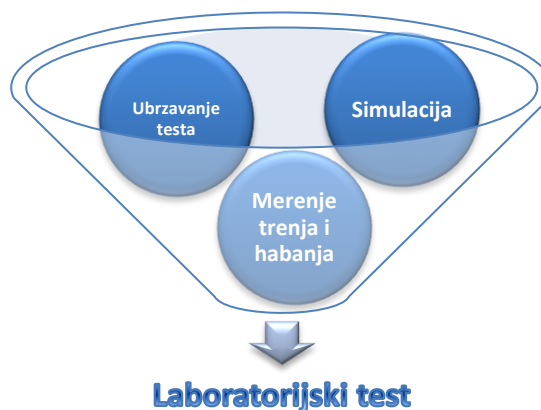 Ubrzavanje
testa
Simulacija
Merenje
trenja i
habanja
Laboratorijski test